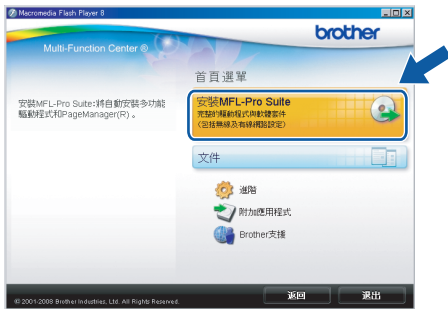 Macromedia Flash Player 8
brother
Multi-Function Center ®
首頁選單
安裝MFL-Pro Suite:將自動安裝多功能
驅動程式和PageManager(R) 。
安裝MFL-Pro Suite
完整的驅動程式與軟體套件
(包括無線及有線網路設定)
文件
進階
附加應用程式
Brother支援
返回
退出
© 2001-2008 Brother Industries, Ltd. All Rights Reserved.